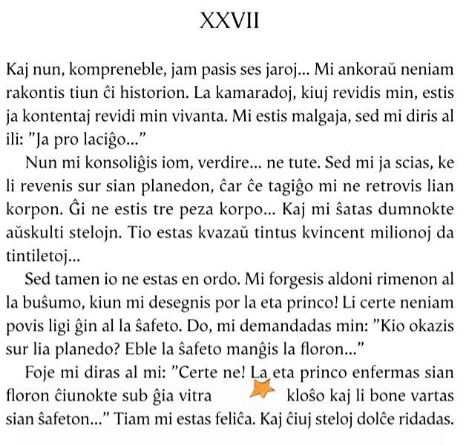 XXVII
Kaj nun, kompreneble, jam pasis ses jaroj... Mi ankoraŭ neniam
rakontis tiun ĉi historion. La kamaradoj, kiuj revidis min, estis
ja kontentaj revidi min vivanta. Mi estis malgaja, sed mi diris al
ili: ”Ja pro laciĝo...”
Nun mi konsoliĝis iom, verdire... ne tute. Sed mi ja scias, ke
li revenis sur sian planedon, ĉar ĉe tagiĝo mi ne retrovis lian
korpon. Ĝi ne estis tre peza korpo... Kaj mi ŝatas dumnokte
aŭskulti stelojn. Tio estas kvazaŭ tintus kvincent milionoj da
tintiletoj...
Sed tamen io ne estas en ordo. Mi forgesis aldoni rimenon al
la buŝumo, kiun mi desegnis por la eta princo! Li certe neniam
povis ligi ĝin al la ŝafeto. Do, mi demandadas min: ”Kio okazis
sur lia planedo? Eble la ŝafeto manĝis la floron...”
Foje mi diras al mi: ”Certe ne! La eta princo enfermas sian
floron ĉiunokte sub ĝia vitra kloŝo kaj li bone vartas
sian ŝafeton...” Tiam mi estas feliĉa. Kaj ĉiuj steloj dolĉe ridadas.